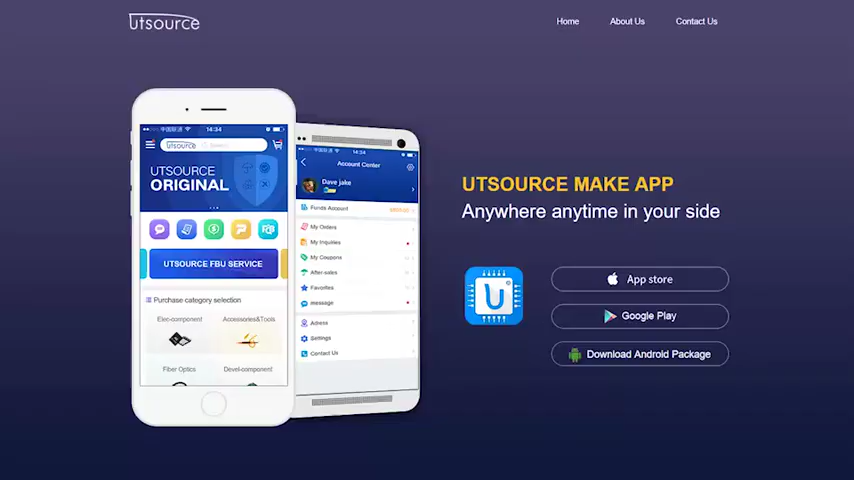 utsource
Home
About Us
Contact Us
14:34
utsource
UTSOURCE
ORIGINAL
UTSOURCE FBU SERVICE
Purchase category selection
Elec-component
Accessories&Tools
Fiber Optics
Devel-component
14:34
Account Center
Dave jake
Funds Account
My Orders
My Inquiries
My Coupons
After-sales
Favorites
message
Adress
Settings
Contact Us
UTSOURCE MAKE APP
Anywhere anytime in your side
U
App store
Google Play
Download Android Package